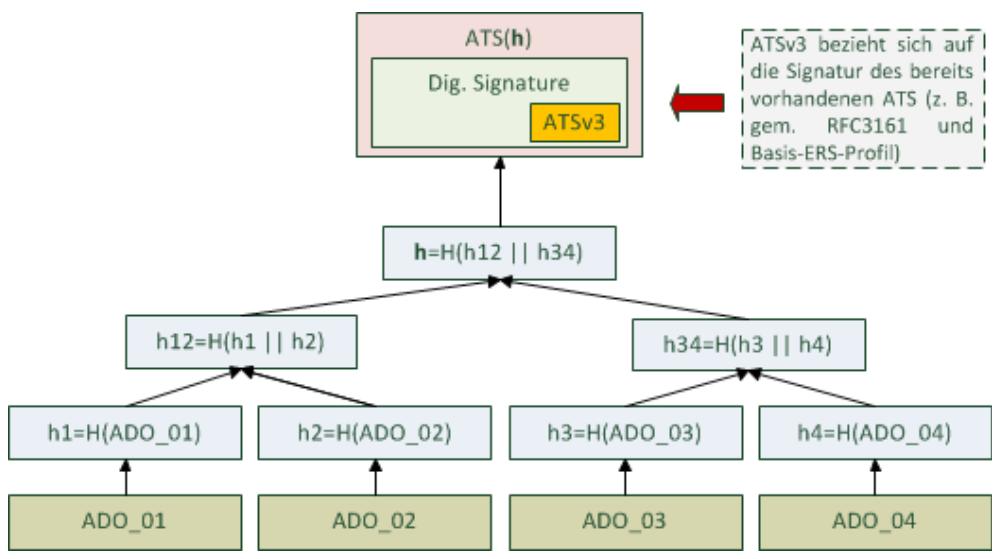 ATS(h)
Dig. Signature
ATSv3
ATSv3 bezieht sich auf
die Signatur des bereits
vorhandenen ATS (z. B.
gem. RFC3161 und
Basis-ERS-Profil)
h=H(h12 || h34)
h12=H(h1 || h2)
h34=H(h3 || h4)
h1=H(ADO_01)
h2=H(ADO_02)
h3=H(ADO_03)
h4=H(ADO_04)
ADO_01
ADO_02
ADO_03
ADO_04